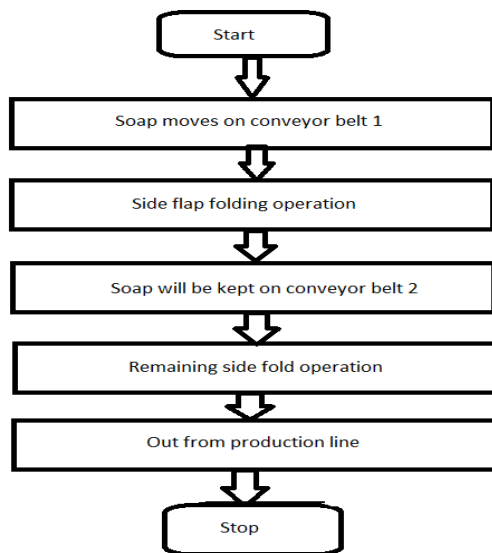 Start
Soap moves on conveyor belt 1
Side flap folding operation
Soap will be kept on conveyor belt 2
Remaining side fold operation
Out from production line
Stop